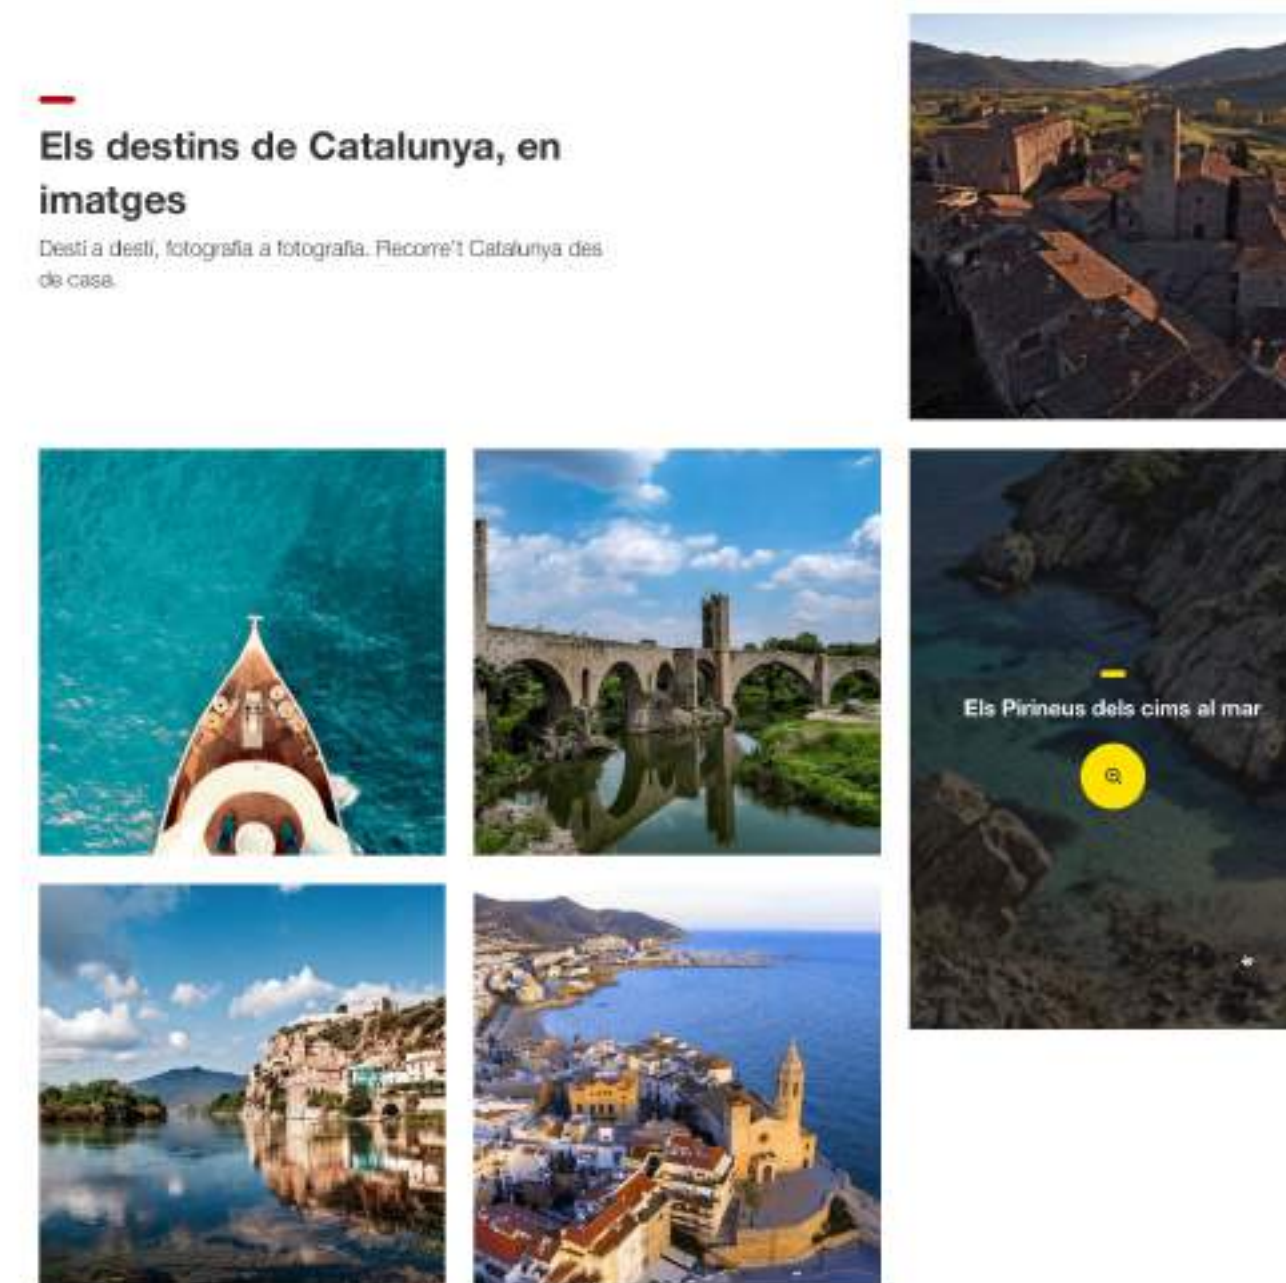 Els destins de Catalunya, en
imatges
Destí a destí, fotografia a fotografia. Recorre't Catalunya des
de casa.
Els Pirineus dels cims al mar